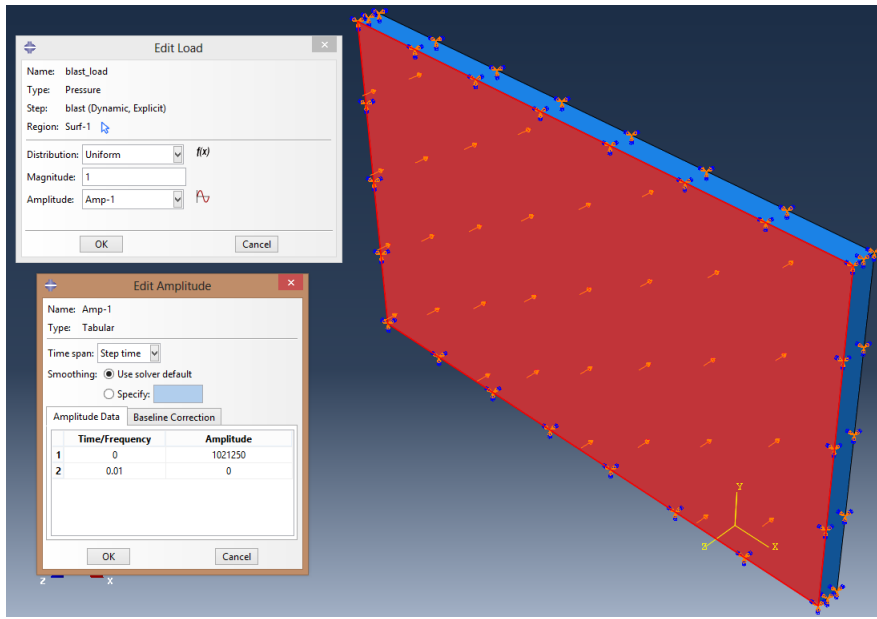 Edit Load
Name: blast_load
Type: Pressure
Step: blast (Dynamic, Explicit)
Region: Surf-1
Distribution: Uniform f(x)
Magnitude: 1
Amplitude: Amp-1
OK Cancel
Edit Amplitude
Name: Amp-1
Type: Tabular
Time span: Step time
Smoothing: Use solver default
Specify:
Amplitude Data Baseline Correction
Time/Frequency Amplitude
1 0 1021250
2 0.01 0
OK Cancel
Y
Z X
Z X